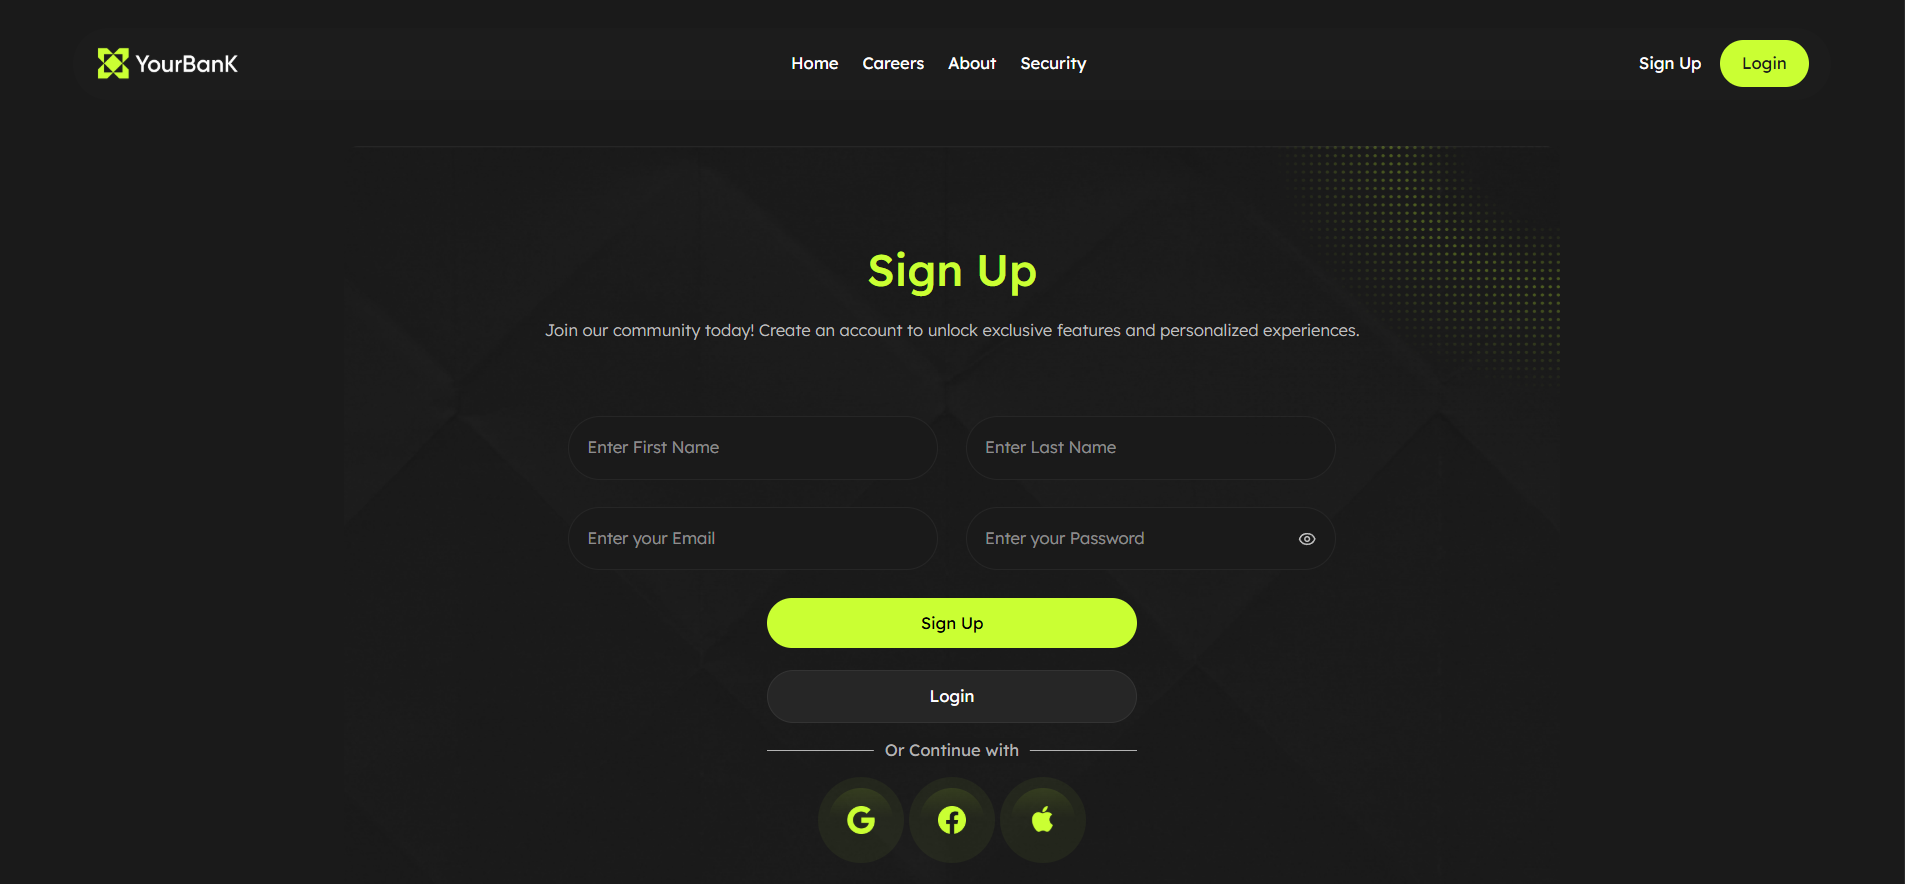 YourBanK
Home Careers About Security
Sign Up Login
Sign Up
Join our community today! Create an account to unlock exclusive features and personalized experiences.
Enter First Name Enter Last Name
Enter your Email Enter your Password
Sign Up
Login
Or Continue with